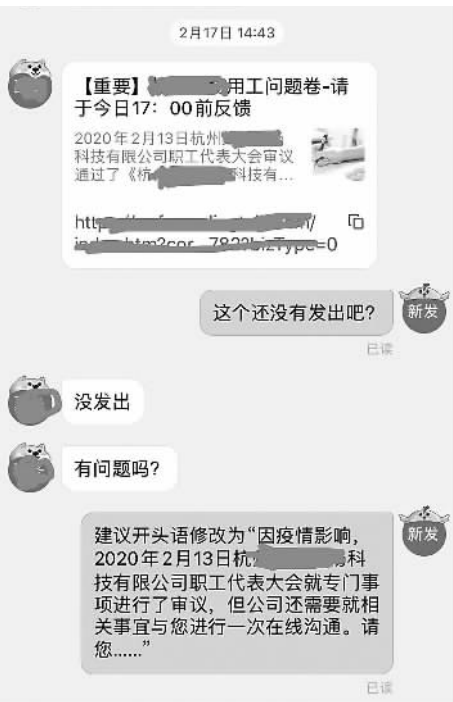 2月17日 14:43
【重要】用工问题卷-请
于今日17：00前反馈
2020年2月13日杭州
科技有限公司职工代表大会审议
通过了《杭科技有...
http/
=0
这个还没有发出吧?
新发
已读
没发出
有问题吗?
建议开头语修改为“因疫情影响，
新发
2020年2月13日杭科
技有限公司职工代表大会就专门事
项进行了审议，但公司还需要就相
关事宜与您进行一次在线沟通。请
您......”
已读